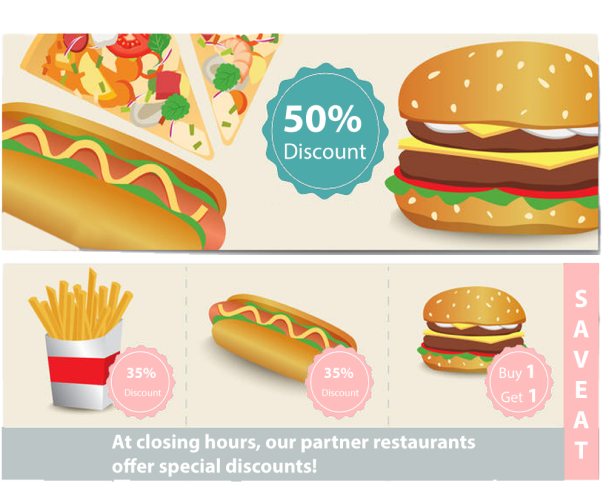 50%
Discount
35%
Discount
35%
Discount
Buy 1
Get 1
SAVEAT
At closing hours, our partner restaurants
offer special discounts!